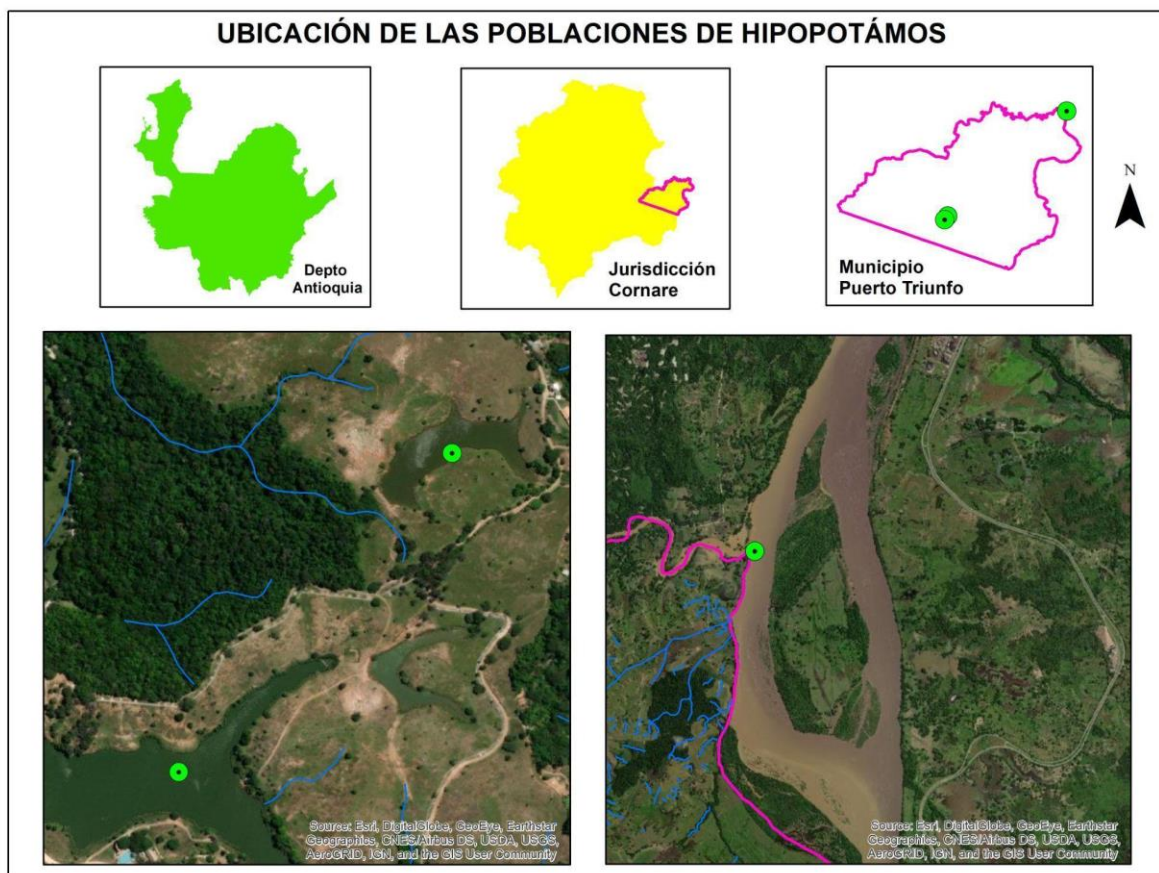 UBICACIÓN DE LAS POBLACIONES DE HIPOPOTÁMOS
Depto
Antioquia
Jurisdicción
Cornare
Municipio
Puerto Triunfo
N
Source: Esri, DigitalGlobe, GeoEye, Earthstar
Geographics, CNES/Airbus DS, USDA, USGS,
AeroGRID, IGN, and the GIS User Community
Source: Esri, DigitalGlobe, GeoEye, Earthstar
Geographics, CNES/Airbus DS, USDA, USGS,
AeroGRID, IGN, and the GIS User Community